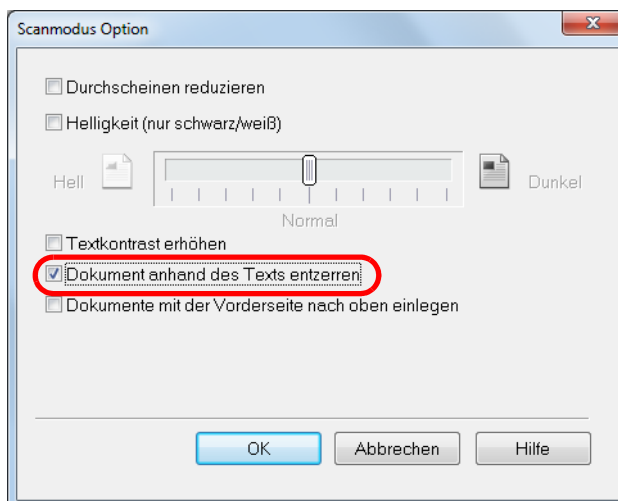 Scanmodus Option
Durchscheinen reduzieren
Helligkeit (nur schwarz/weiß)
Hell Dunkel
Normal
Textkontrast erhöhen
Dokument anhand des Texts entzerren
Dokumente mit der Vorderseite nach oben einlegen
OK Abbrechen Hilfe